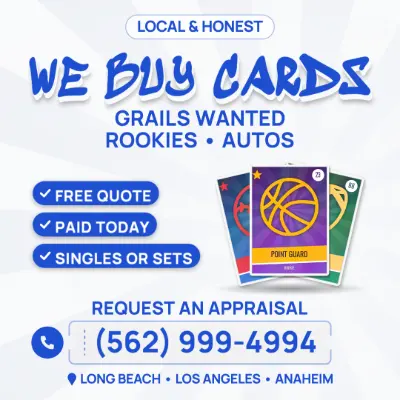 LOCAL & HONEST
WE BUY CARDS
GRAILS WANTED
ROOKIES • AUTOS
FREE QUOTE
PAID TODAY
SINGLES OR SETS
23
POINT GUARD
REQUEST AN APPRAISAL
(562) 999-4994
LONG BEACH • LOS ANGELES • ANAHEIM